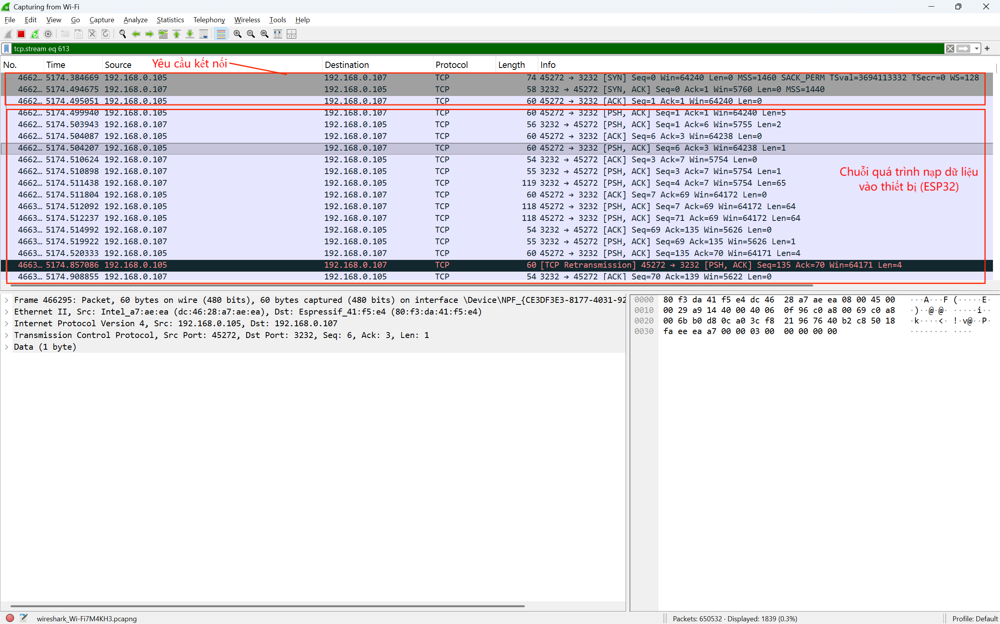 Capturing from Wi-Fi
File Edit View Go Capture Analyze Statistics Telephony Wireless Tools Help
tcp.stream eq 613
No. Time Source Destination Protocol Length Info
Yêu cầu kết nối
4662… 5174.384669 192.168.0.105 192.168.0.107 TCP 74 45272 → 3232 [SYN] Seq=0 Win=64240 Len=0 MSS=1460 SACK_PERM TSval=3694113332 TSecr=0 WS=128
4662… 5174.494675 192.168.0.107 192.168.0.105 TCP 58 3232 → 45272 [SYN, ACK] Seq=0 Ack=1 Win=5760 Len=0 MSS=1440
4662… 5174.495051 192.168.0.105 192.168.0.107 TCP 60 45272 → 3232 [ACK] Seq=1 Ack=1 Win=64240 Len=0
4662… 5174.499940 192.168.0.105 192.168.0.107 TCP 60 45272 → 3232 [PSH, ACK] Seq=1 Ack=1 Win=64240 Len=5
4662… 5174.503943 192.168.0.107 192.168.0.105 TCP 56 3232 → 45272 [PSH, ACK] Seq=1 Ack=6 Win=5755 Len=2
4662… 5174.504087 192.168.0.105 192.168.0.107 TCP 60 45272 → 3232 [ACK] Seq=6 Ack=3 Win=64238 Len=0
4662… 5174.504207 192.168.0.105 192.168.0.107 TCP 60 45272 → 3232 [PSH, ACK] Seq=6 Ack=3 Win=64238 Len=1
4662… 5174.510624 192.168.0.107 192.168.0.105 TCP 54 3232 → 45272 [ACK] Seq=3 Ack=7 Win=5754 Len=0
4662… 5174.510898 192.168.0.107 192.168.0.105 TCP 55 3232 → 45272 [PSH, ACK] Seq=3 Ack=7 Win=5754 Len=1
4662… 5174.511438 192.168.0.107 192.168.0.105 TCP 119 3232 → 45272 [PSH, ACK] Seq=4 Ack=7 Win=5754 Len=65
4662… 5174.511804 192.168.0.105 192.168.0.107 TCP 60 45272 → 3232 [ACK] Seq=7 Ack=69 Win=64172 Len=0
4663… 5174.512092 192.168.0.105 192.168.0.107 TCP 118 45272 → 3232 [PSH, ACK] Seq=7 Ack=69 Win=64172 Len=64
4663… 5174.512237 192.168.0.105 192.168.0.107 TCP 118 45272 → 3232 [PSH, ACK] Seq=71 Ack=69 Win=64172 Len=64
4663… 5174.514992 192.168.0.107 192.168.0.105 TCP 54 3232 → 45272 [ACK] Seq=69 Ack=135 Win=5626 Len=0
4663… 5174.519922 192.168.0.107 192.168.0.105 TCP 55 3232 → 45272 [PSH, ACK] Seq=69 Ack=135 Win=5626 Len=1
4663… 5174.520333 192.168.0.105 192.168.0.107 TCP 60 45272 → 3232 [PSH, ACK] Seq=135 Ack=70 Win=64171 Len=4
4663… 5174.857086 192.168.0.105 192.168.0.107 TCP 60 [TCP Retransmission] 45272 → 3232 [PSH, ACK] Seq=135 Ack=70 Win=64171 Len=4
4663… 5174.908855 192.168.0.107 192.168.0.105 TCP 54 3232 → 45272 [ACK] Seq=70 Ack=139 Win=5622 Len=0
Chuỗi quá trình nạp dữ liệu
vào thiết bị (ESP32)
Frame 466295: Packet, 60 bytes on wire (480 bits), 60 bytes captured (480 bits) on interface \Device\NPF_{CE3DF3E3-8177-4031-92
Ethernet II, Src: Intel_a7:ae:ea (dc:46:28:a7:ae:ea), Dst: Espressif_41:f5:e4 (80:f3:da:41:f5:e4)
Internet Protocol Version 4, Src: 192.168.0.105, Dst: 192.168.0.107
Transmission Control Protocol, Src Port: 45272, Dst Port: 3232, Seq: 6, Ack: 3, Len: 1
Data (1 byte)
0000 80 f3 da 41 f5 e4 dc 46 28 a7 ae ea 08 00 45 00 ···A···F (·····E·
0010 00 29 a9 14 40 00 40 06 0f 96 c0 a8 00 69 c0 a8 ·)··@·@· ·····i··
0020 00 6b b0 d8 0c a0 3c f8 21 96 76 40 b2 c8 50 18 ·k····<· !·v@··P·
0030 fa ee ea a7 00 00 03 00 00 00 00 00 ········ ····
wireshark_Wi-Fi7M4KH3.pcapng
Packets: 650532 · Displayed: 1839 (0.3%)
Profile: Default